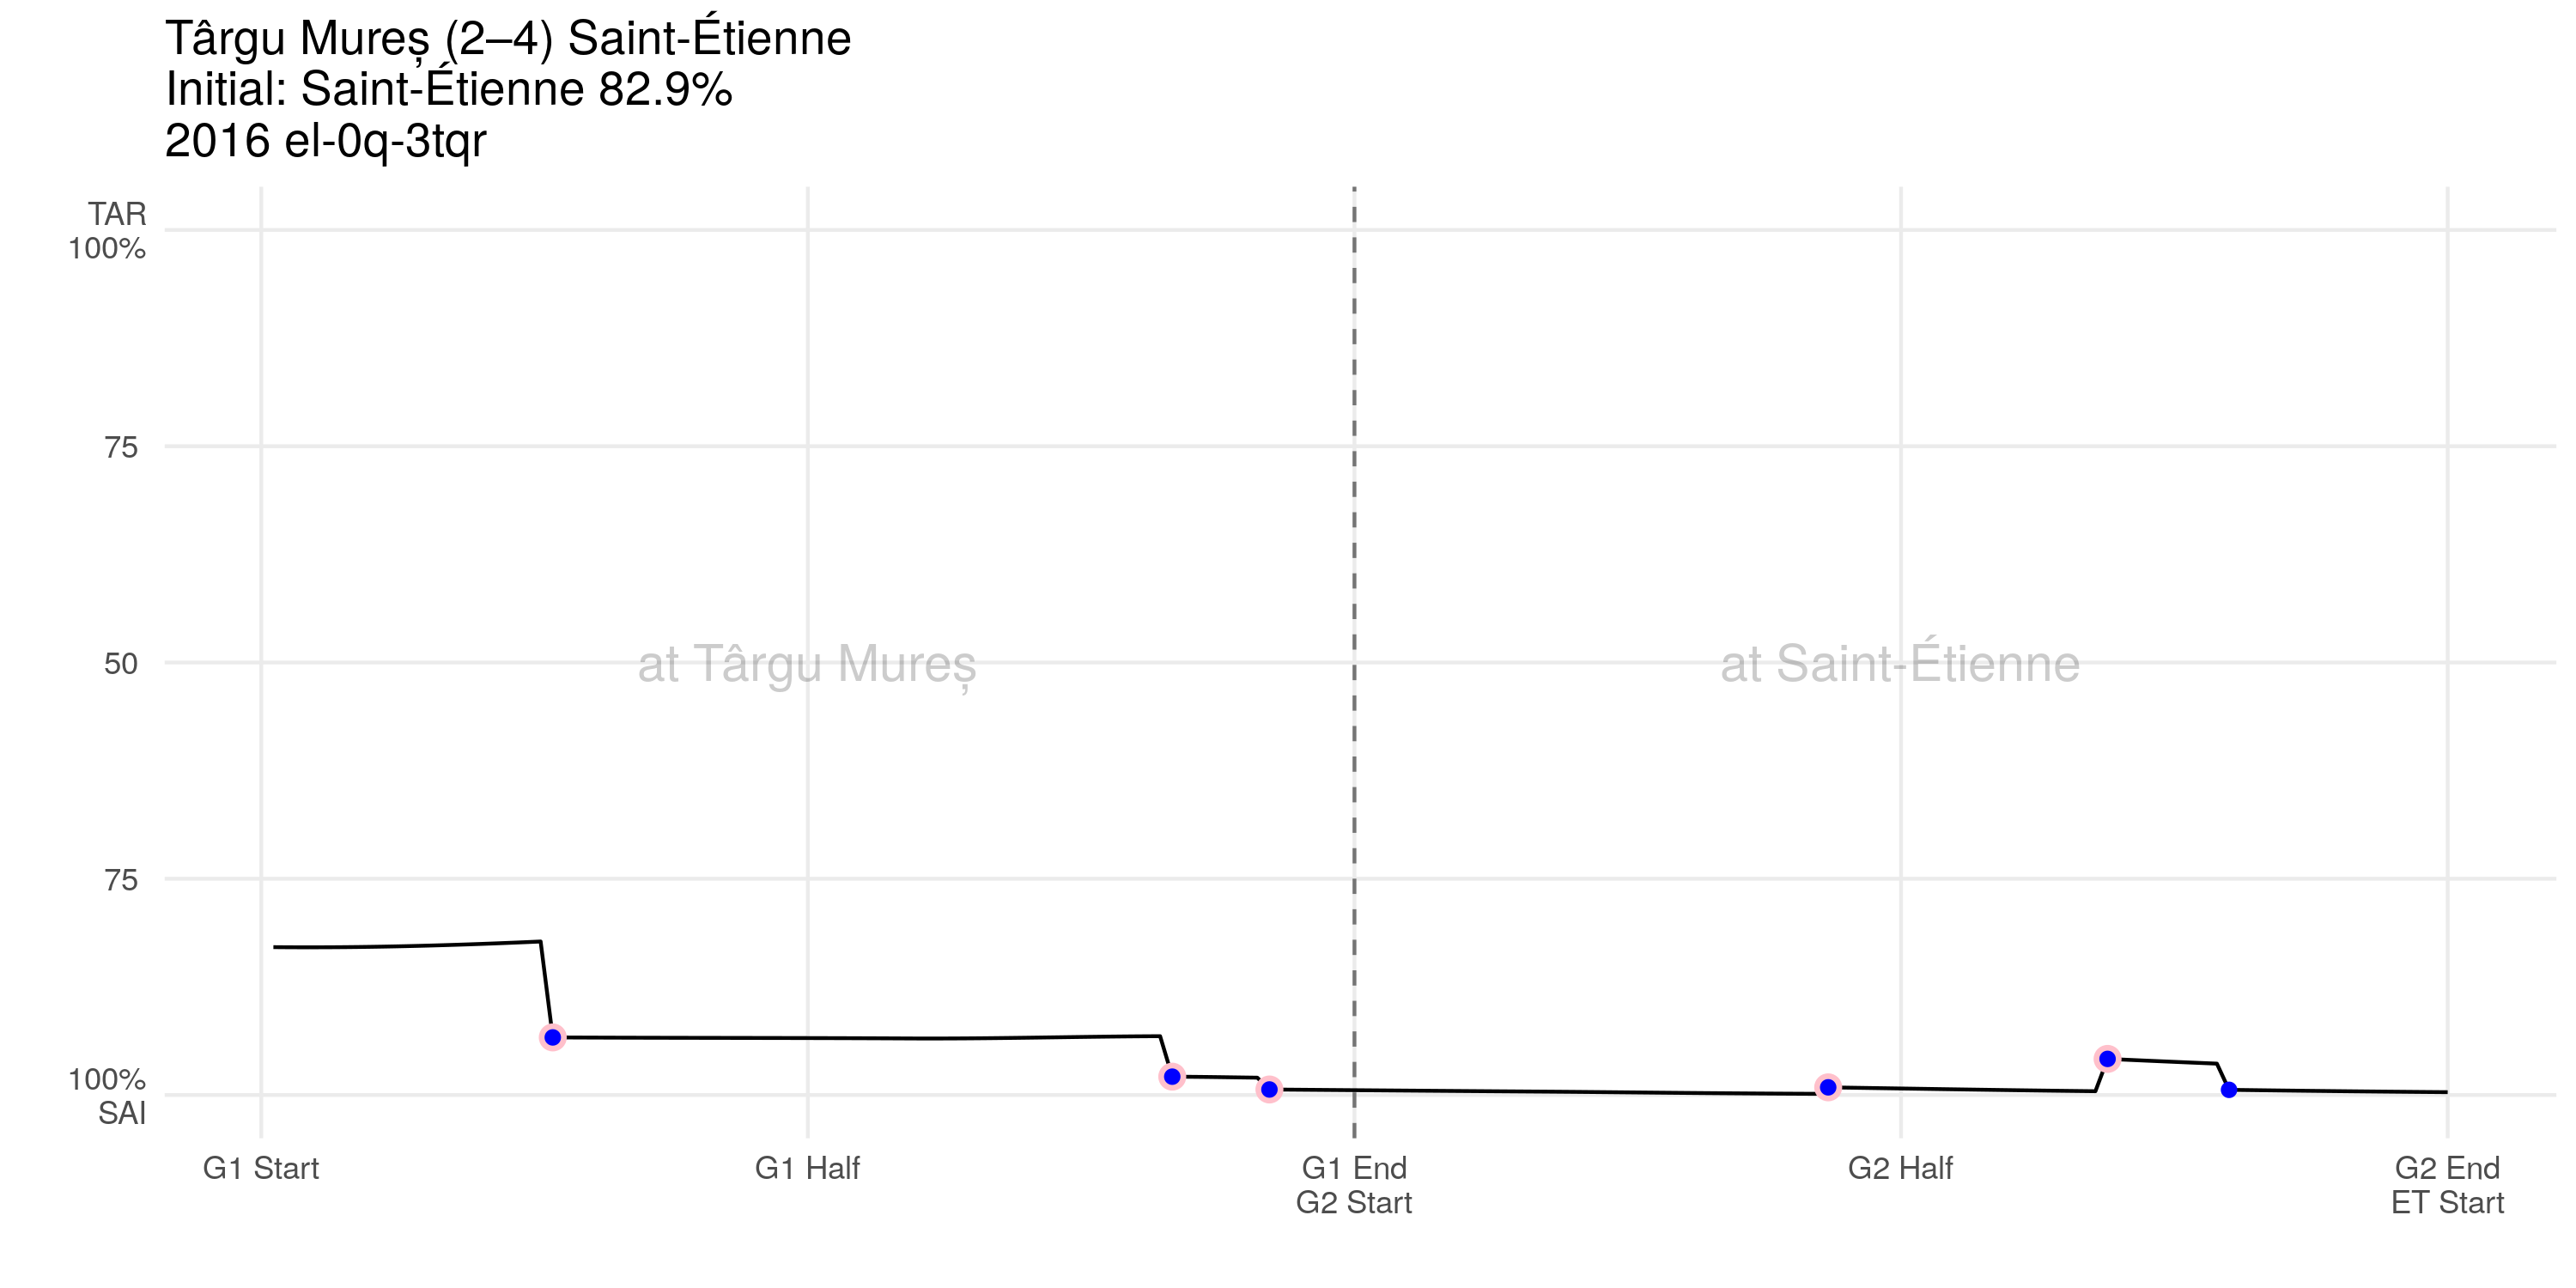 Târgu Mureș (2–4) Saint-Étienne
Initial: Saint-Étienne 82.9%
2016 el-0q-3tqr
TAR
100%
75
50
75
100%
SAI
at Târgu Mureș
at Saint-Étienne
G1 Start
G1 Half
G1 End
G2 Start
G2 Half
G2 End
ET Start